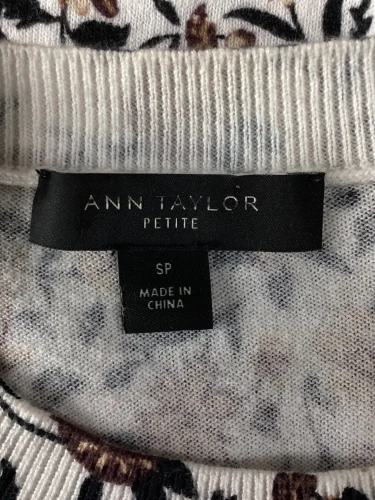 ANN TAYLOR
PETITE
SP
MADE IN
CHINA